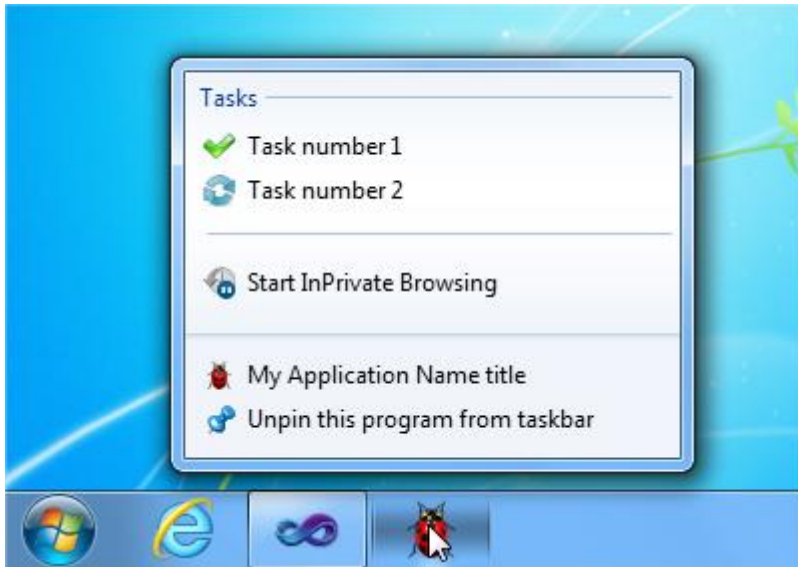 Tasks
Task number 1
Task number 2
Start InPrivate Browsing
My Application Name title
Unpin this program from taskbar